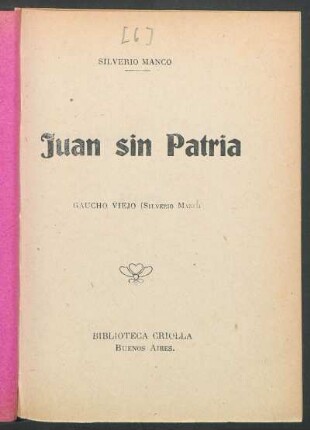 [6]
SILVERIO MANCO
Juan sin Patria
GAUCHO VIEJO (SILVERIO
BIBLIOTECA CRIOLLA
BUENOS AIRES.